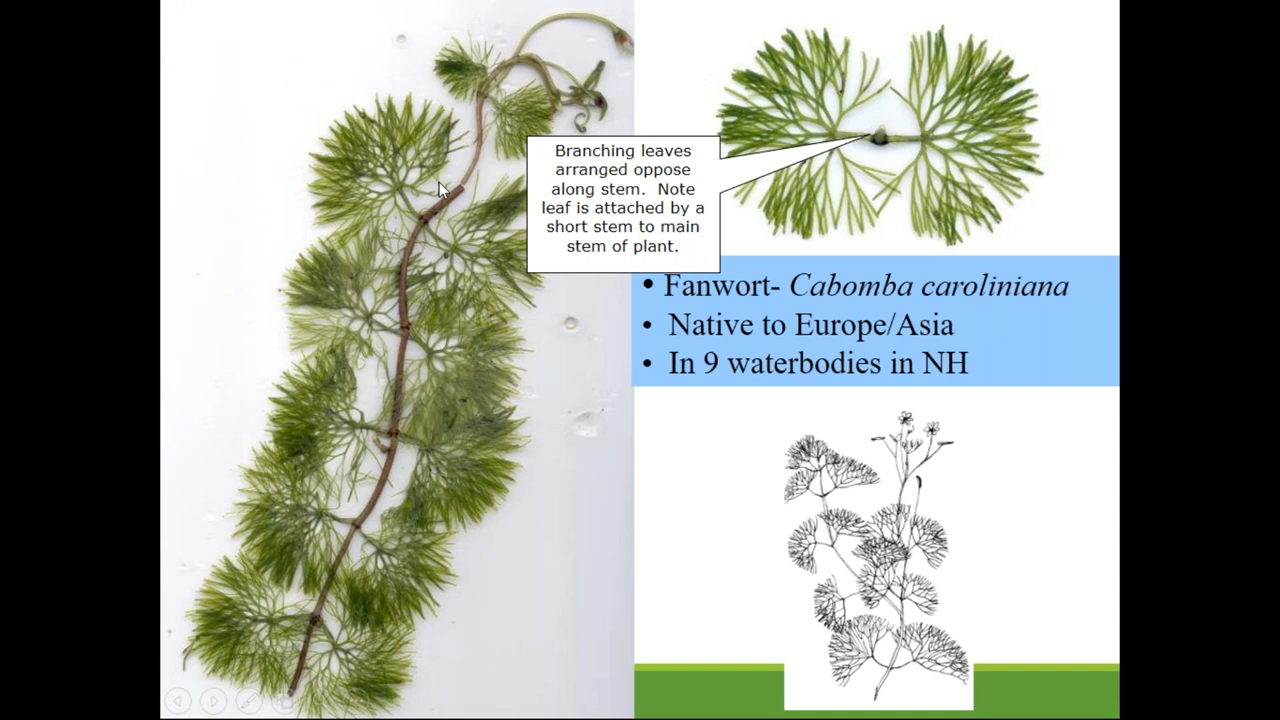 Branching leaves
arranged oppose
along stem. Note
leaf is attached by a
short stem to main
stem of plant.
• Fanwort- Cabomba caroliniana
• Native to Europe/Asia
• In 9 waterbodies in NH